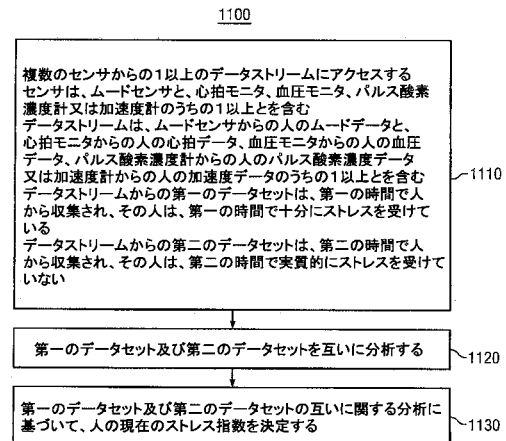 1100
複数のセンサからの1以上のデータストリームにアクセスする
センサは、ムードセンサと、心拍モニタ、血圧モニタ、パルス酸素
濃度計又は加速度計のうちの1以上とを含む
データストリームは、ムードセンサからの人のムードデータと、
心拍モニタからの人の心拍データ、血圧モニタからの人の血圧
データ、パルス酸素濃度計からの人のパルス酸素濃度データ
又は加速度計からの人の加速度データのうちの1以上とを含む
データストリームからの第一のデータセットは、第一の時間で人
から収集され、その人は、第一の時間で十分にストレスを受けて
いる
データストリームからの第二のデータセットは、第二の時間で人
から収集され、その人は、第二の時間で実質的にストレスを受けて
いない
1110
第一のデータセット及び第二のデータセットを互いに分析する
1120
第一のデータセット及び第二のデータセットの互いに関する分析に
基づいて、人の現在のストレス指数を決定する
1130